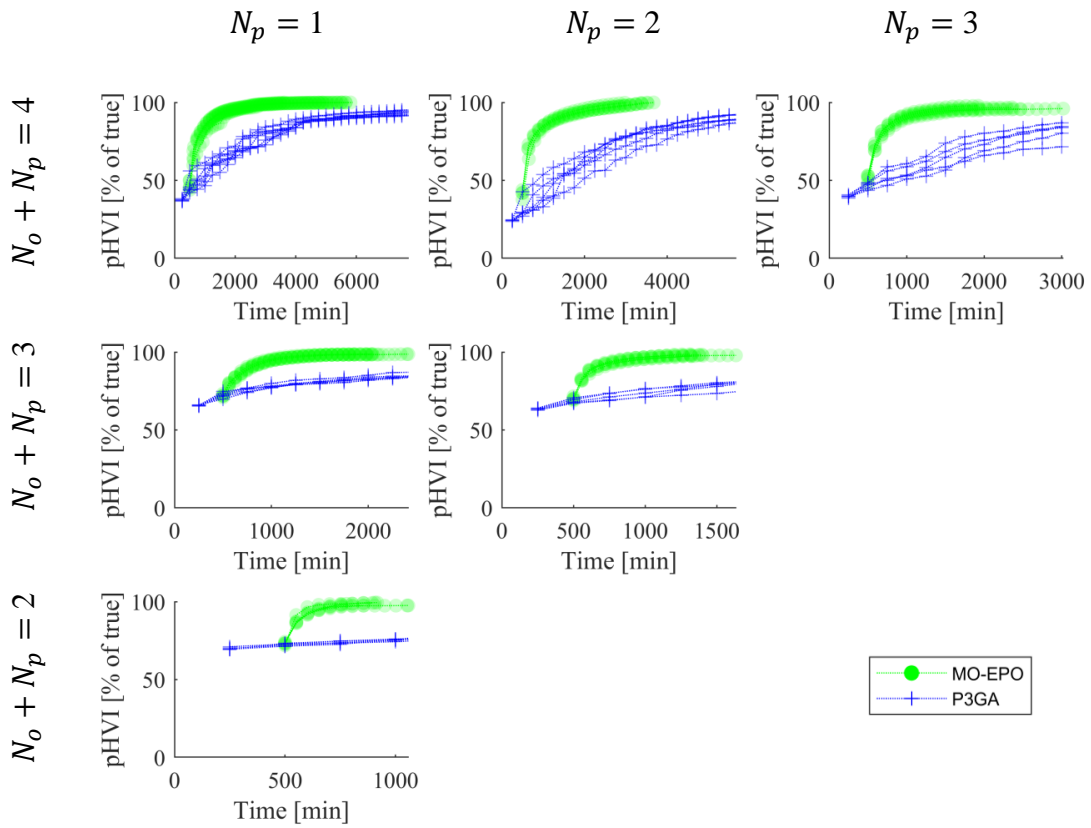 N_p = 1
N_p = 2
N_p = 3
N_o + N_p = 4
pHVI [% of true]
100
50
0
0 2000 4000 6000
Time [min]
pHVI [% of true]
100
50
0
0 2000 4000
Time [min]
pHVI [% of true]
100
50
0
0 1000 2000 3000
Time [min]
N_o + N_p = 3
pHVI [% of true]
100
50
0
0 1000 2000
Time [min]
pHVI [% of true]
100
50
0
0 500 1000 1500
Time [min]
N_o + N_p = 2
pHVI [% of true]
100
50
0
0 500 1000
Time [min]
MO-EPO
P3GA